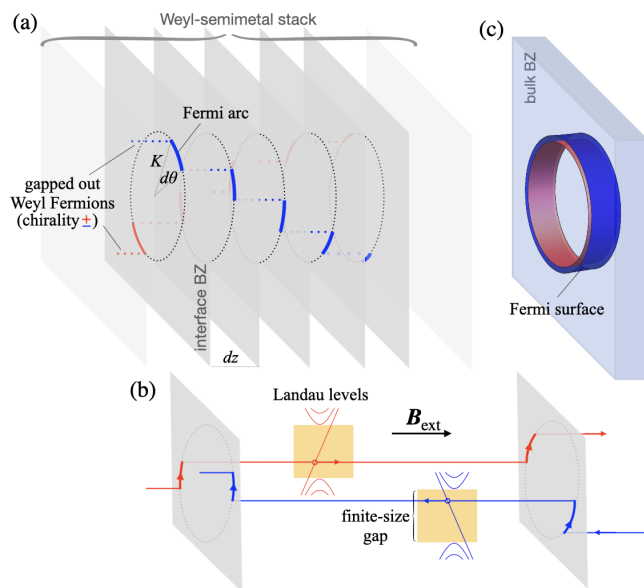 Weyl-semimetal stack
(a)
Fermi arc
K
dθ
gapped out
Weyl Fermions
(chirality ±)
interface BZ
dz
(c)
bulk BZ
Fermi surface
(b)
Landau levels
B_ext
finite-size
gap